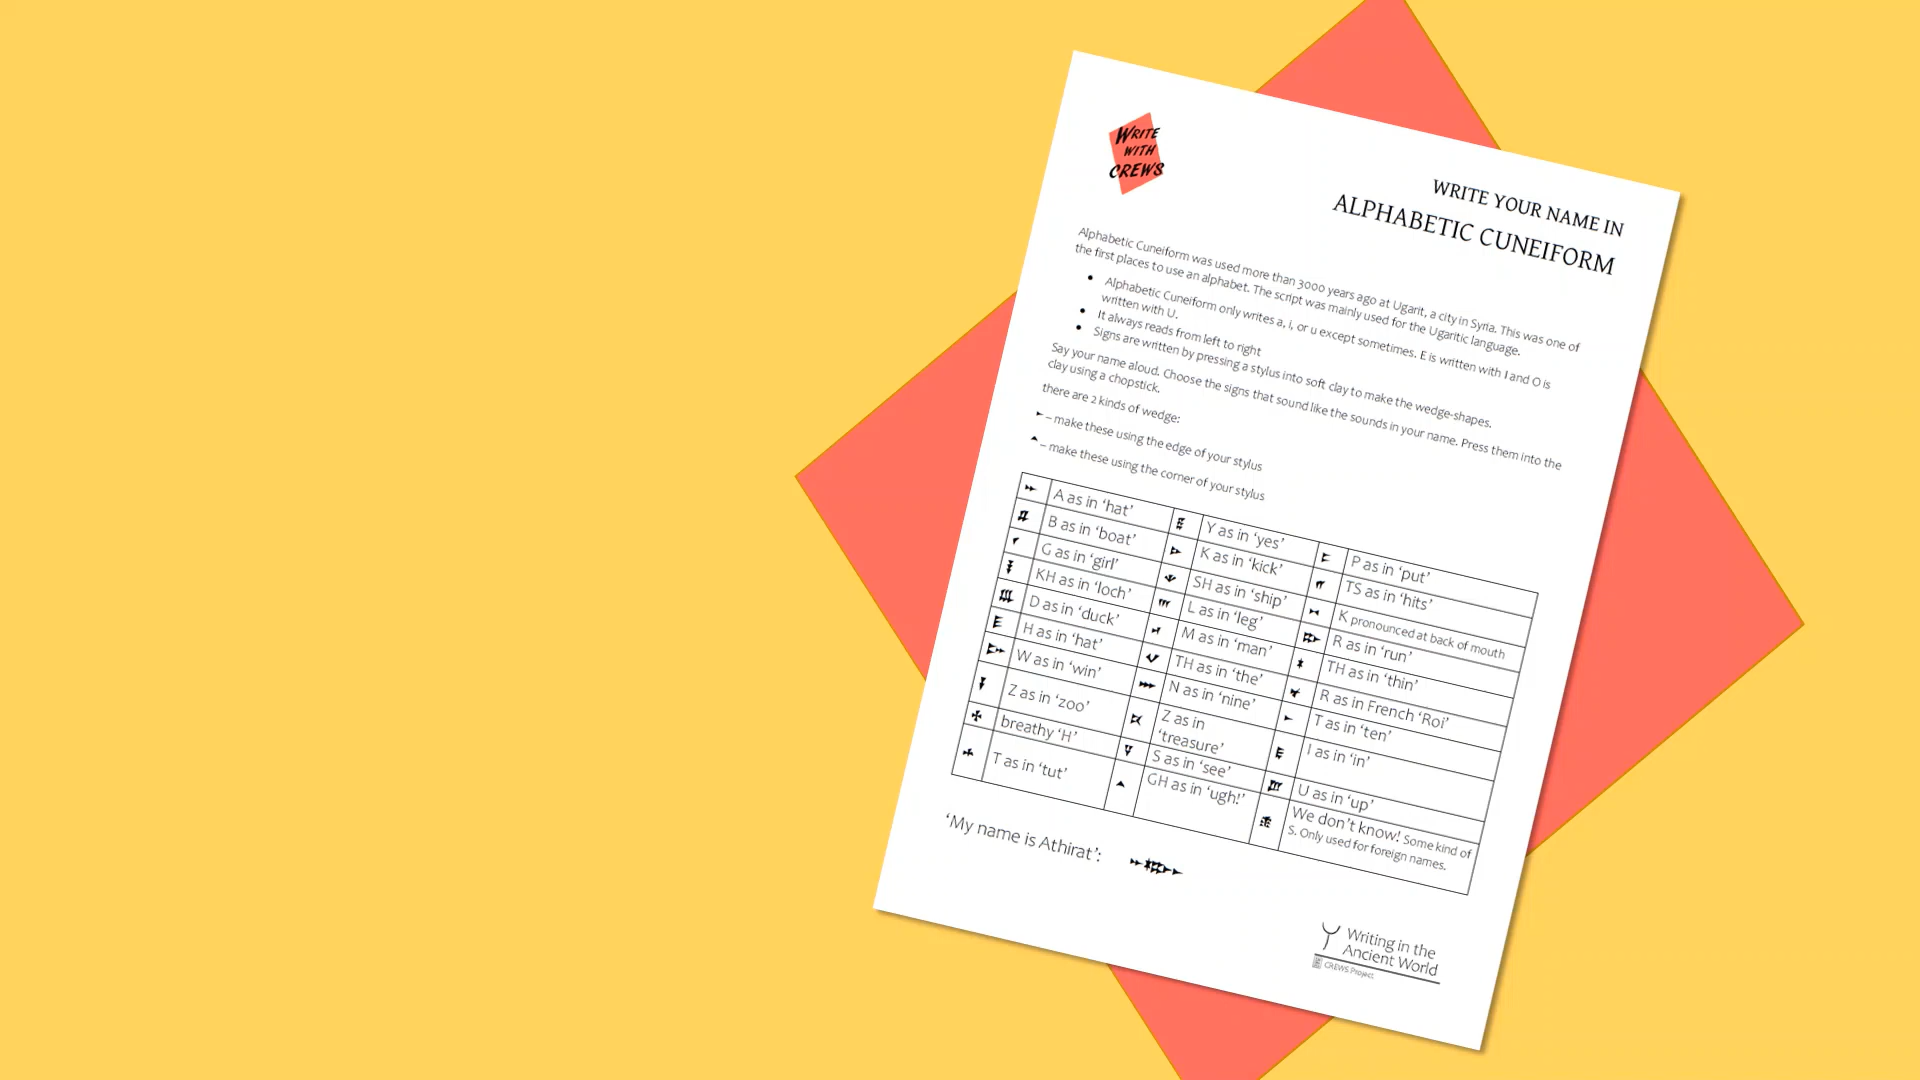 WRITE
WITH
CREWS
WRITE YOUR NAME IN
ALPHABETIC CUNEIFORM
Alphabetic Cuneiform was used more than 3000 years ago at Ugarit, a city in Syria. This was one of
the first places to use an alphabet. The script was mainly used for the Ugaritic language.
• Alphabetic Cuneiform only writes a, i, or u except sometimes. E is written with I and O is
written with U.
• It always reads from left to right
• Signs are written by pressing a stylus into soft clay to make the wedge-shapes.
Say your name aloud. Choose the signs that sound like the sounds in your name. Press them into the
clay using a chopstick.
there are 2 kinds of wedge:
– make these using the edge of your stylus
– make these using the corner of your stylus
𐎀 A as in ‘hat’
𐎁 B as in ‘boat’
𐎂 G as in ‘girl’
𐎃 KH as in ‘loch’
𐎄 D as in ‘duck’
𐎅 H as in ‘hat’
𐎆 W as in ‘win’
𐎇 Z as in ‘zoo’
𐎈 breathy ‘H’
𐎉 T as in ‘tut’
𐎊 Y as in ‘yes’
𐎋 K as in ‘kick’
𐎌 SH as in ‘ship’
𐎍 L as in ‘leg’
𐎎 M as in ‘man’
𐎏 TH as in ‘the’
𐎐 N as in ‘nine’
𐎑 Z as in
‘treasure’
𐎒 S as in ‘see’
𐎓 GH as in ‘ugh!’
𐎔 P as in ‘put’
𐎕 TS as in ‘hits’
𐎖 K pronounced at back of mouth
𐎗 R as in ‘run’
𐎘 TH as in ‘thin’
𐎙 R as in French ‘Roi’
𐎚 T as in ‘ten’
𐎛 I as in ‘in’
𐎜 U as in ‘up’
𐎝 We don’t know! Some kind of
S. Only used for foreign names.
‘My name is Athirat’: 𐎀𐎘𐎗𐎚
Writing in the
Ancient World
CREWS Project